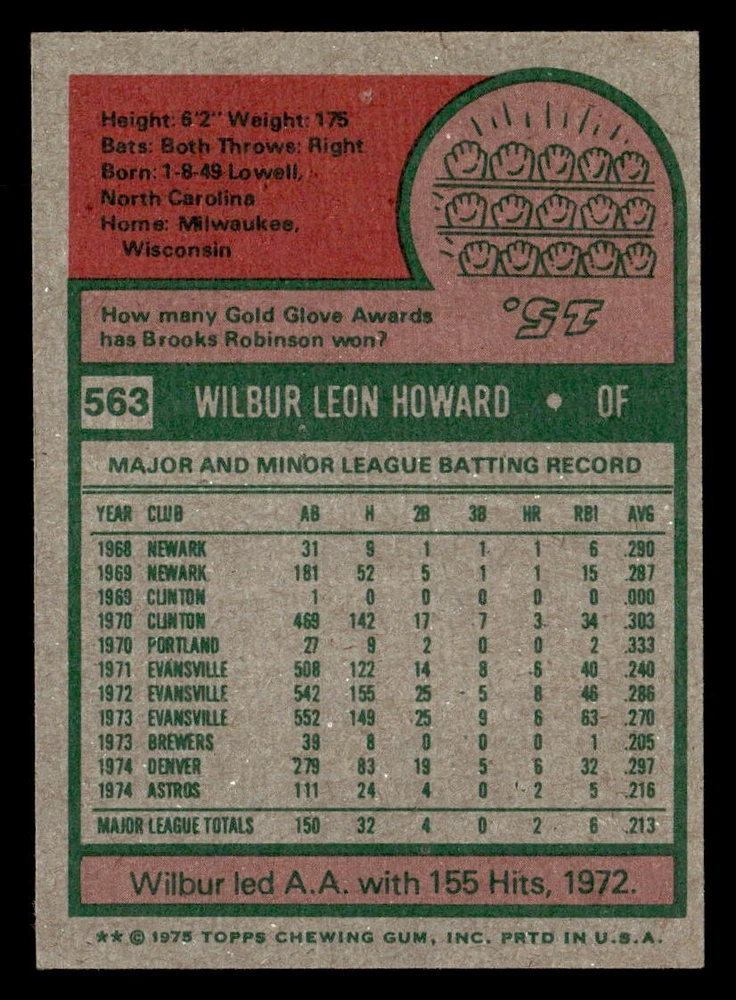 Height: 6'2" Weight: 175
Bats: Both Throws: Right
Born: 1-8-49 Lowell,
North Carolina
Home: Milwaukee,
Wisconsin
How many Gold Glove Awards
has Brooks Robinson won?
15.
563 WILBUR LEON HOWARD • OF
MAJOR AND MINOR LEAGUE BATTING RECORD
YEAR CLUB AB H 2B 3B HR RBI AVG
1968 NEWARK 31 9 1 1 1 6 .290
1969 NEWARK 181 52 5 1 1 15 .287
1969 CLINTON 1 0 0 0 0 0 .000
1970 CLINTON 469 142 17 7 3 34 .303
1970 PORTLAND 27 9 2 0 0 2 .333
1971 EVANSVILLE 508 122 14 8 6 40 .240
1972 EVANSVILLE 542 155 25 5 8 46 .286
1973 EVANSVILLE 552 149 25 9 6 63 .270
1973 BREWERS 39 8 0 0 0 1 .205
1974 DENVER 279 83 19 5 6 32 .297
1974 ASTROS 111 24 4 0 2 5 .216
MAJOR LEAGUE TOTALS 150 32 4 0 2 6 .213
Wilbur led A.A. with 155 Hits, 1972.
** © 1975 TOPPS CHEWING GUM, INC. PRTD IN U.S.A.